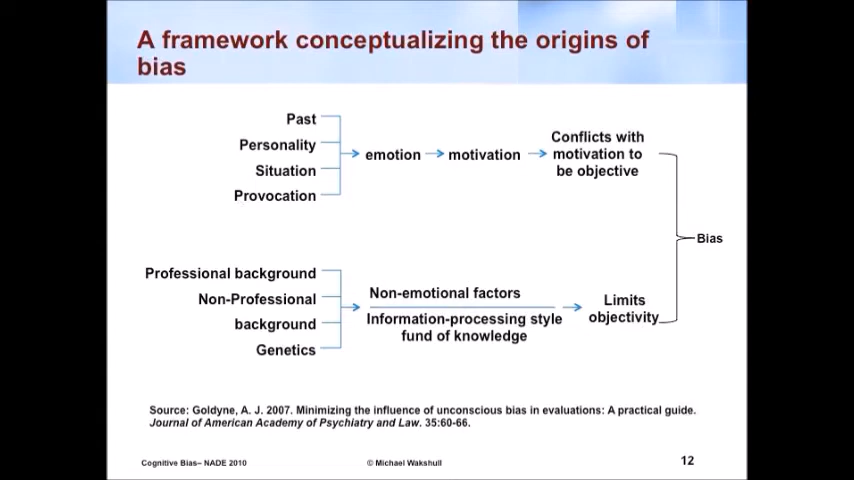 A framework conceptualizing the origins of
bias
Past
Personality
Situation
Provocation
emotion
motivation
Conflicts with
motivation to
be objective
Bias
Professional background
Non-Professional
background
Genetics
Non-emotional factors
Information-processing style
fund of knowledge
Limits
objectivity
Source: Goldyne, A. J. 2007. Minimizing the influence of unconscious bias in evaluations: A practical guide.
Journal of American Academy of Psychiatry and Law. 35:60-66.
Cognitive Bias– NADE 2010
© Michael Wakshull
12